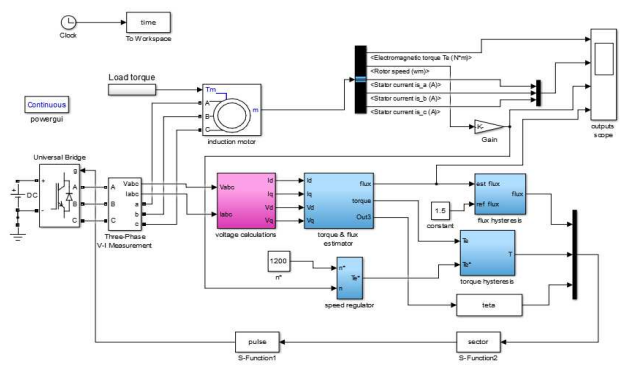 time
Clock
To Workspace
Load torque
Continuous
powergui
Tm
A
B
C
m
induction motor
<Electromagnetic torque Te (N*m)>
<Rotor speed (wm)>
<Stator current is_a (A)>
<Stator current is_b (A)>
<Stator current is_c (A)>
K-
Gain
outputs
scope
Universal Bridge
DC
+
-
g
A
B
C
+
-
A
B
C
Vabc
Iabc
a
b
c
Three-Phase
V-I Measurement
Vabc
Iabc
Id
Iq
Vd
Vq
voltage calculations
Id
Iq
Vd
Vq
flux
torque
Out3
torque & flux
estimator
1.5
constant
est flux
ref flux
flux
flux hysteresis
1200
n*
n*
n
Te*
speed regulator
Te
Te*
T
torque hysteresis
teta
pulse
S-Function1
sector
S-Function2